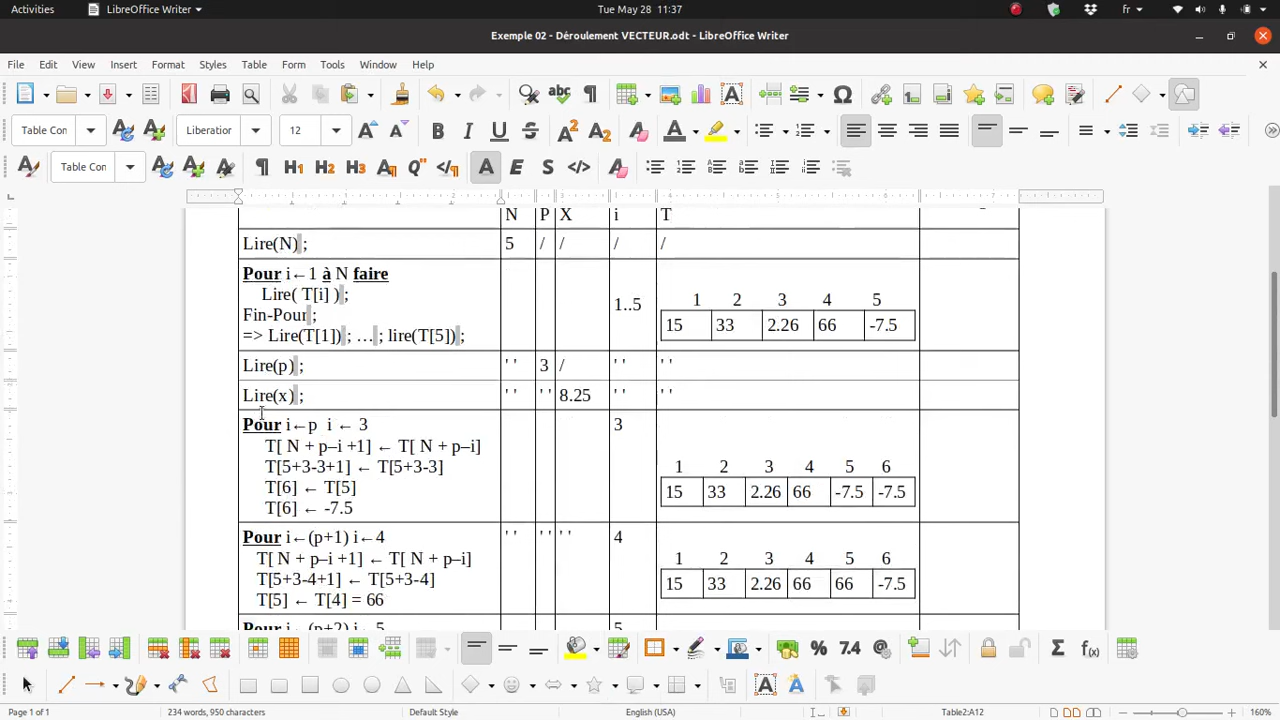 Activities LibreOffice Writer Tue May 28 11:37 fr
Exemple 02 - Déroulement VECTEUR.odt - LibreOffice Writer
File Edit View Insert Format Styles Table Form Tools Window Help
Table Con Liberation 12
Table Con
N P X i T
Lire(N) ; 5 / / / /
Pour i←1 à N faire
Lire( T[i] ) ;
Fin-Pour ;
=> Lire(T[1]) ; … ; lire(T[5]) ;
1..5
1 2 3 4 5
15 33 2.26 66 -7.5
Lire(p) ; ' ' 3 / ' ' ' '
Lire(x) ; ' ' ' ' 8.25 ' ' ' '
Pour i←p i ← 3 3
T[ N + p–i +1] ← T[ N + p–i]
T[5+3-3+1] ← T[5+3-3]
T[6] ← T[5]
T[6] ← -7.5
1 2 3 4 5 6
15 33 2.26 66 -7.5 -7.5
Pour i←(p+1) i←4 ' ' ' ' ' ' 4
T[ N + p–i +1] ← T[ N + p–i]
T[5+3-4+1] ← T[5+3-4]
T[5] ← T[4] = 66
1 2 3 4 5 6
15 33 2.26 66 66 -7.5
Pour i←(p+2) i←5 5
Page 1 of 1 234 words, 950 characters Default Style English (USA) Table2:A12 160%